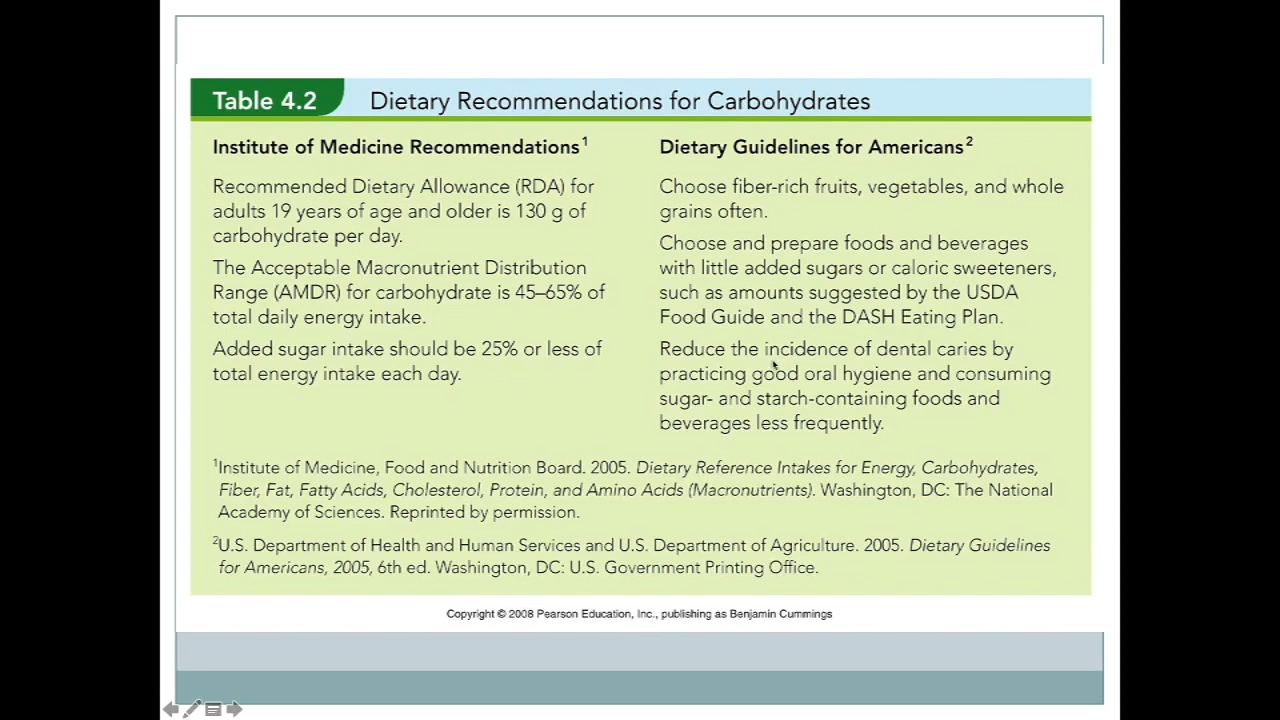 Table 4.2
Dietary Recommendations for Carbohydrates
Institute of Medicine Recommendations¹
Recommended Dietary Allowance (RDA) for
adults 19 years of age and older is 130 g of
carbohydrate per day.
The Acceptable Macronutrient Distribution
Range (AMDR) for carbohydrate is 45–65% of
total daily energy intake.
Added sugar intake should be 25% or less of
total energy intake each day.
Dietary Guidelines for Americans²
Choose fiber-rich fruits, vegetables, and whole
grains often.
Choose and prepare foods and beverages
with little added sugars or caloric sweeteners,
such as amounts suggested by the USDA
Food Guide and the DASH Eating Plan.
Reduce the incidence of dental caries by
practicing good oral hygiene and consuming
sugar- and starch-containing foods and
beverages less frequently.
¹Institute of Medicine, Food and Nutrition Board. 2005. Dietary Reference Intakes for Energy, Carbohydrates,
Fiber, Fat, Fatty Acids, Cholesterol, Protein, and Amino Acids (Macronutrients). Washington, DC: The National
Academy of Sciences. Reprinted by permission.
²U.S. Department of Health and Human Services and U.S. Department of Agriculture. 2005. Dietary Guidelines
for Americans, 2005, 6th ed. Washington, DC: U.S. Government Printing Office.
Copyright © 2008 Pearson Education, Inc., publishing as Benjamin Cummings